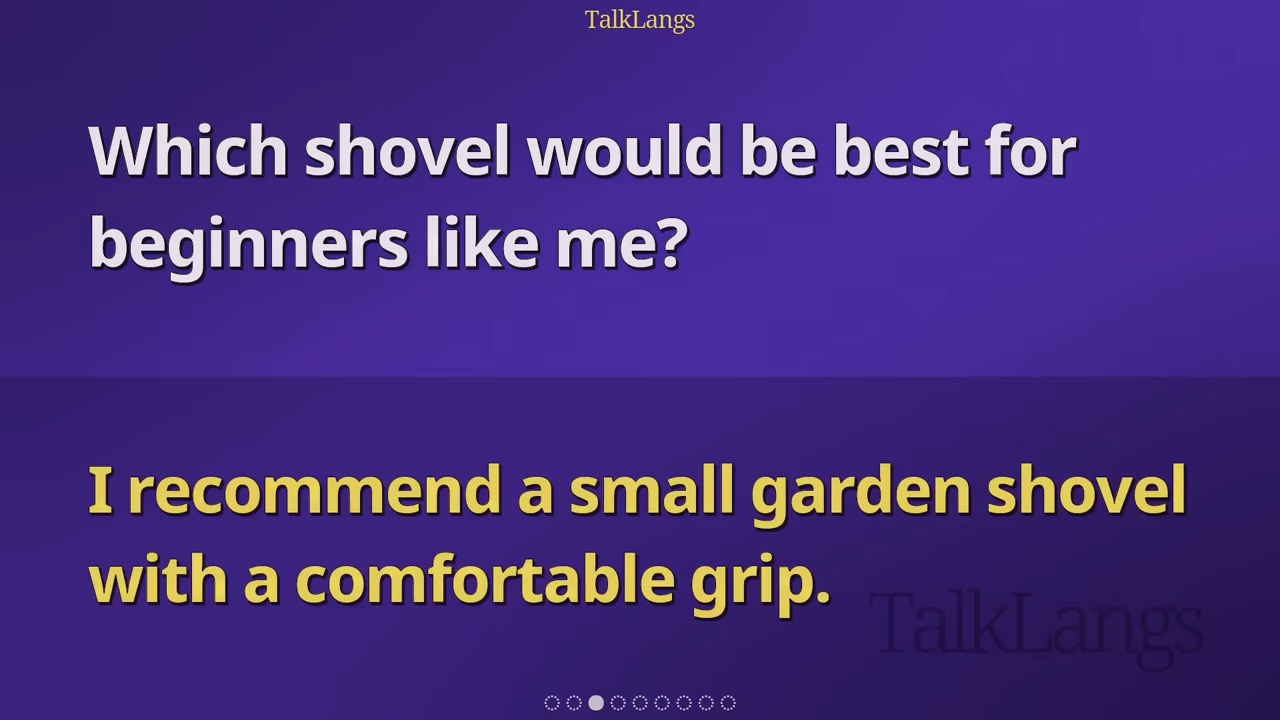 TalkLangs
Which shovel would be best for
beginners like me?
I recommend a small garden shovel
with a comfortable grip.
TalkLangs